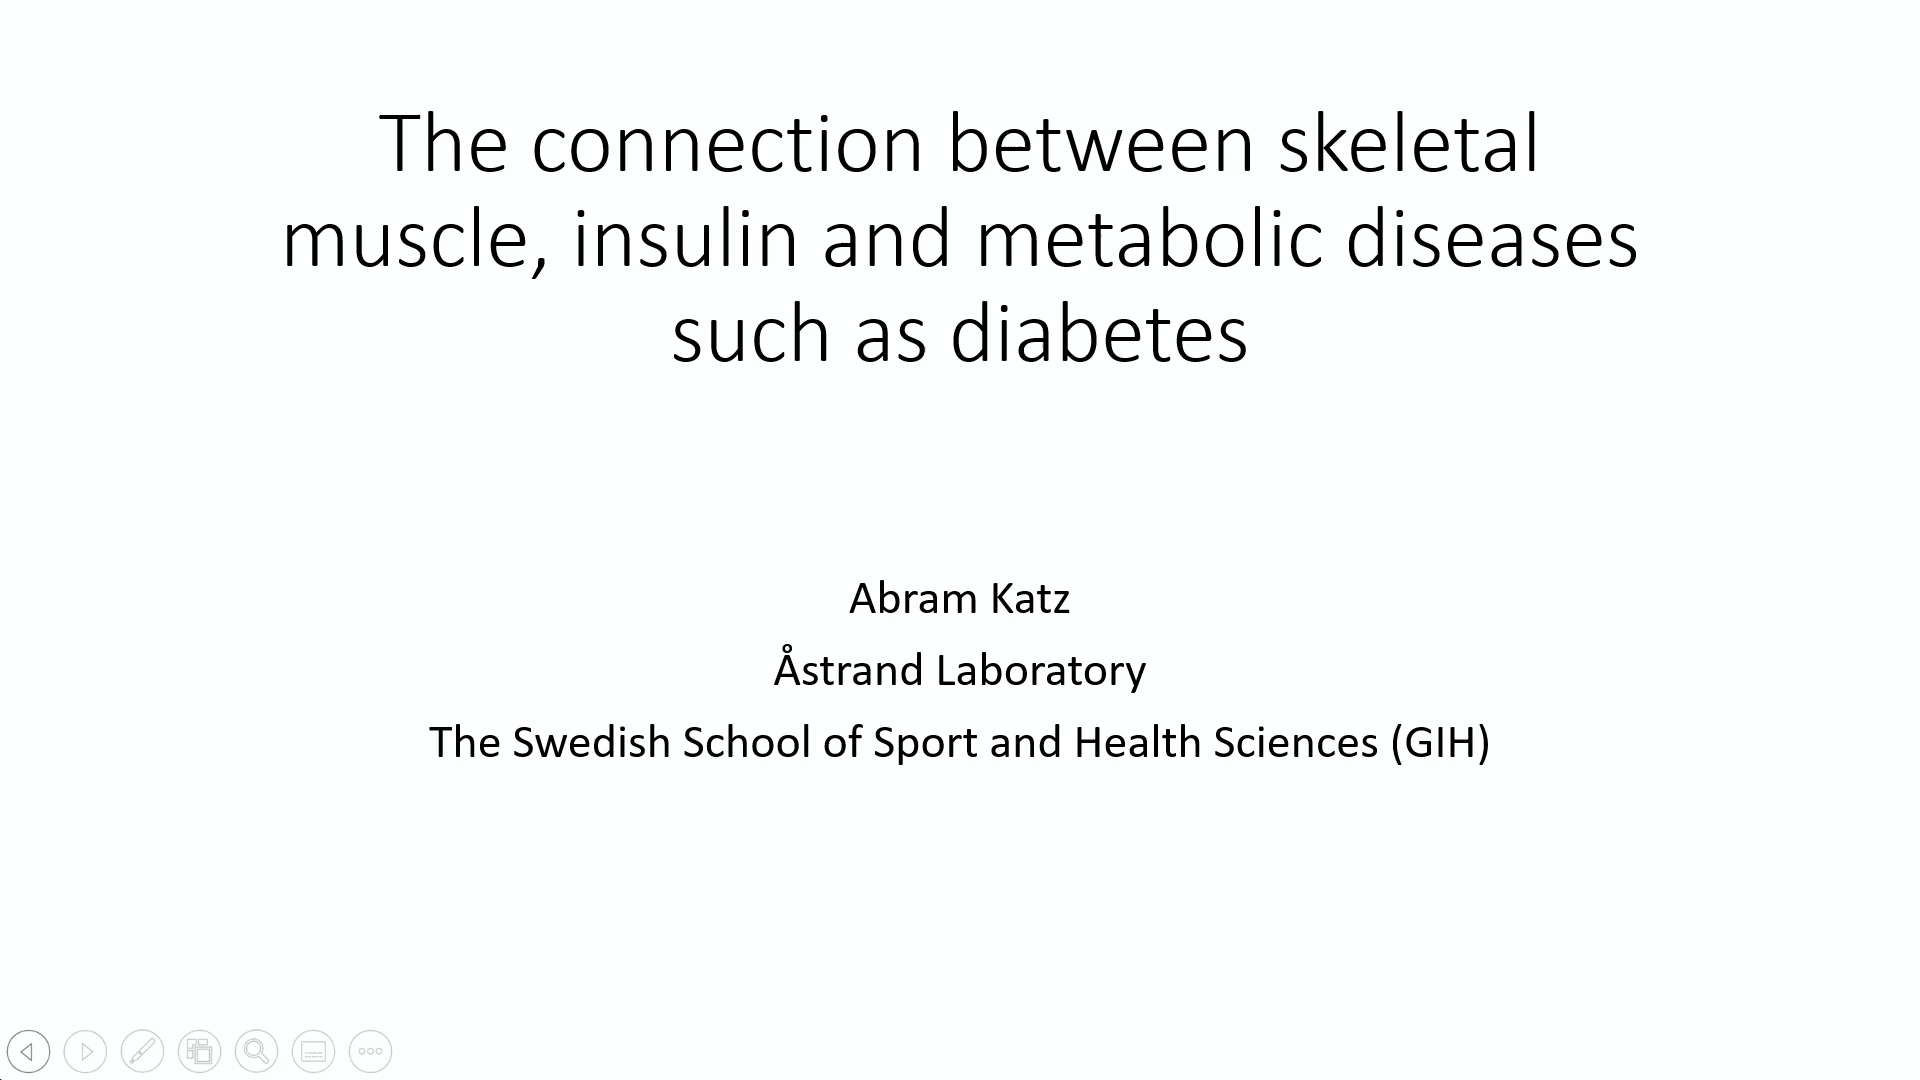 The connection between skeletal
muscle, insulin and metabolic diseases
such as diabetes
Abram Katz
Åstrand Laboratory
The Swedish School of Sport and Health Sciences (GIH)